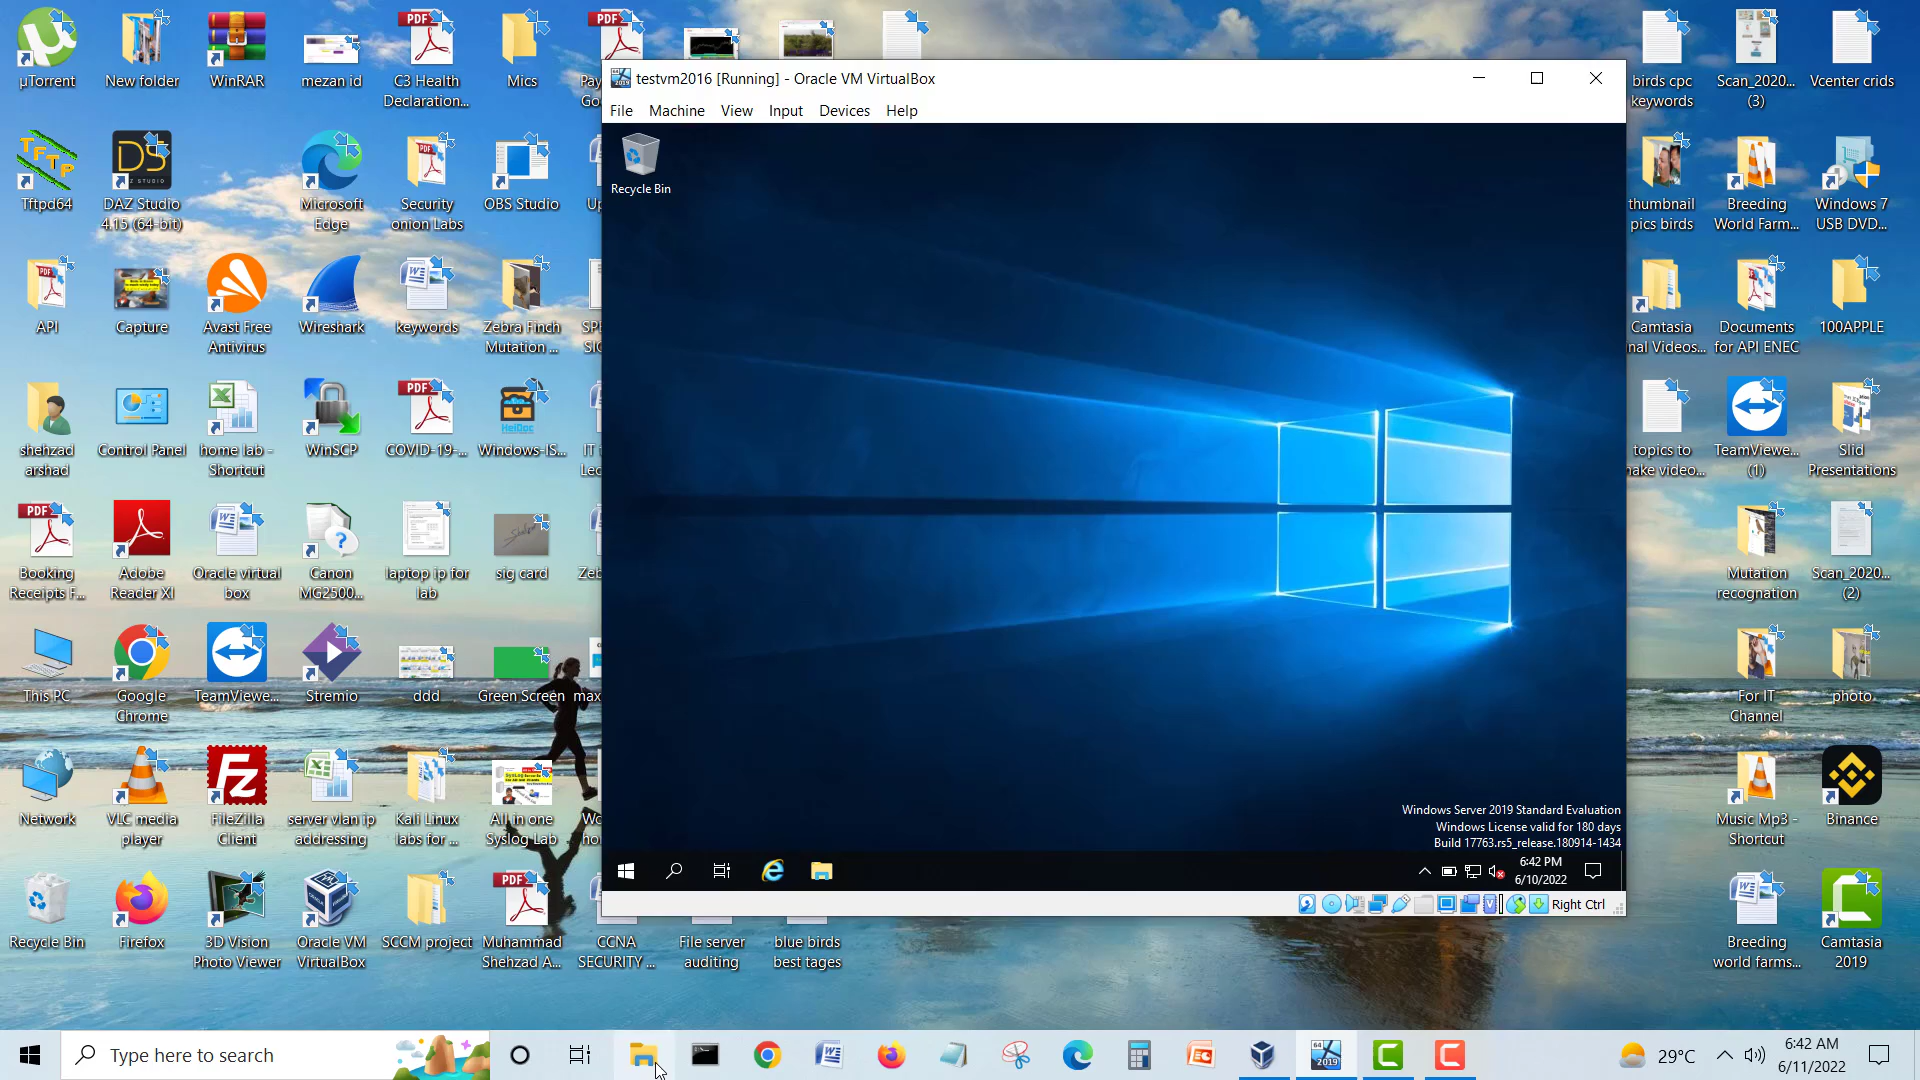 µTorrent
New folder
WinRAR
mezan id
C3 Health
Declaration...
Mics
birds cpc
keywords
Scan_2020...
(3)
Vcenter crids
testvm2016 [Running] - Oracle VM VirtualBox
File Machine View Input Devices Help
Recycle Bin
Tftpd64
DAZ Studio
4.15 (64-bit)
Microsoft
Edge
Security
onion Labs
OBS Studio
thumbnail
pics birds
Breeding
World Farm...
Windows 7
USB DVD...
API
Capture
Avast Free
Antivirus
Wireshark
keywords
Zebra Finch
Mutation ...
Camtasia
nal Videos...
Documents
for API ENEC
100APPLE
shehzad
arshad
Control Panel
home lab -
Shortcut
WinSCP
COVID-19-...
Windows-IS...
topics to
TeamViewe...
(1)
Slid
Presentations
Booking
Receipts F...
Adobe
Reader XI
Oracle virtual
box
Canon
MG2500...
laptop ip for
lab
sig card
Mutation
recognation
Scan_2020...
(2)
This PC
Google
Chrome
TeamViewe...
Stremio
ddd
Green Screen
For IT
Channel
photo
Network
VLC media
player
FileZilla
Client
server vlan ip
addressing
Kali Linux
labs for ...
All in one
Syslog Lab
Music Mp3 -
Shortcut
Binance
Windows Server 2019 Standard Evaluation
Windows License valid for 180 days
Build 17763.rs5_release.180914-1434
6:42 PM
6/10/2022
Right Ctrl
Recycle Bin
Firefox
3D Vision
Photo Viewer
Oracle VM
VirtualBox
SCCM project
Muhammad
Shehzad A...
CCNA
SECURITY ...
File server
auditing
blue birds
best tages
Breeding
world farms...
Camtasia
2019
Type here to search
29°C
6:42 AM
6/11/2022